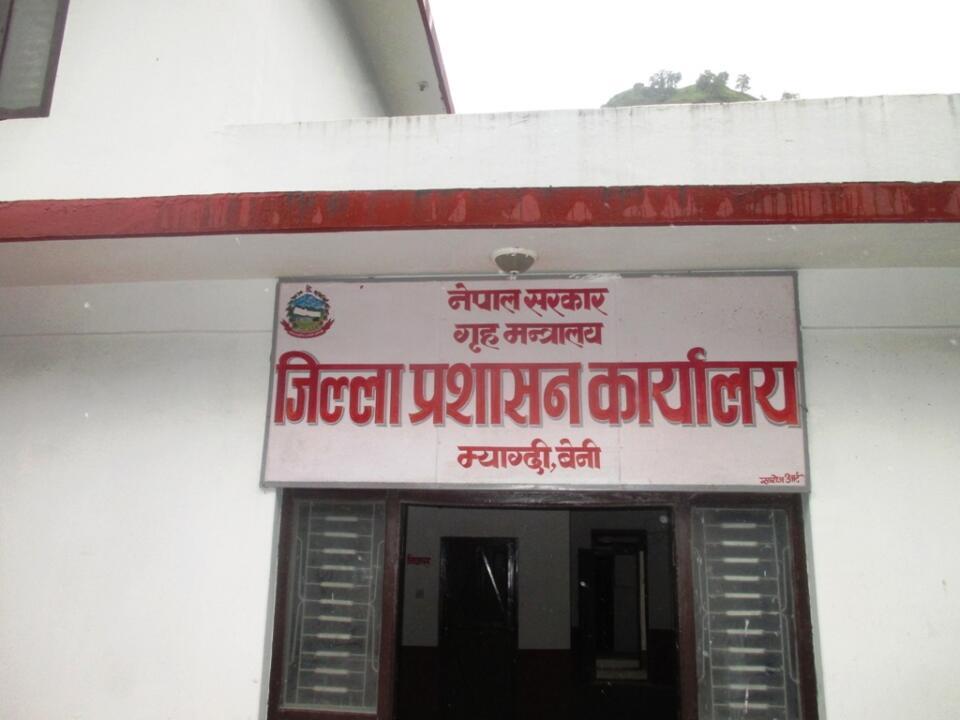 नेपाल सरकार
गृह मन्त्रालय
जिल्ला प्रशासन कार्यालय
म्याग्दी, बेनी